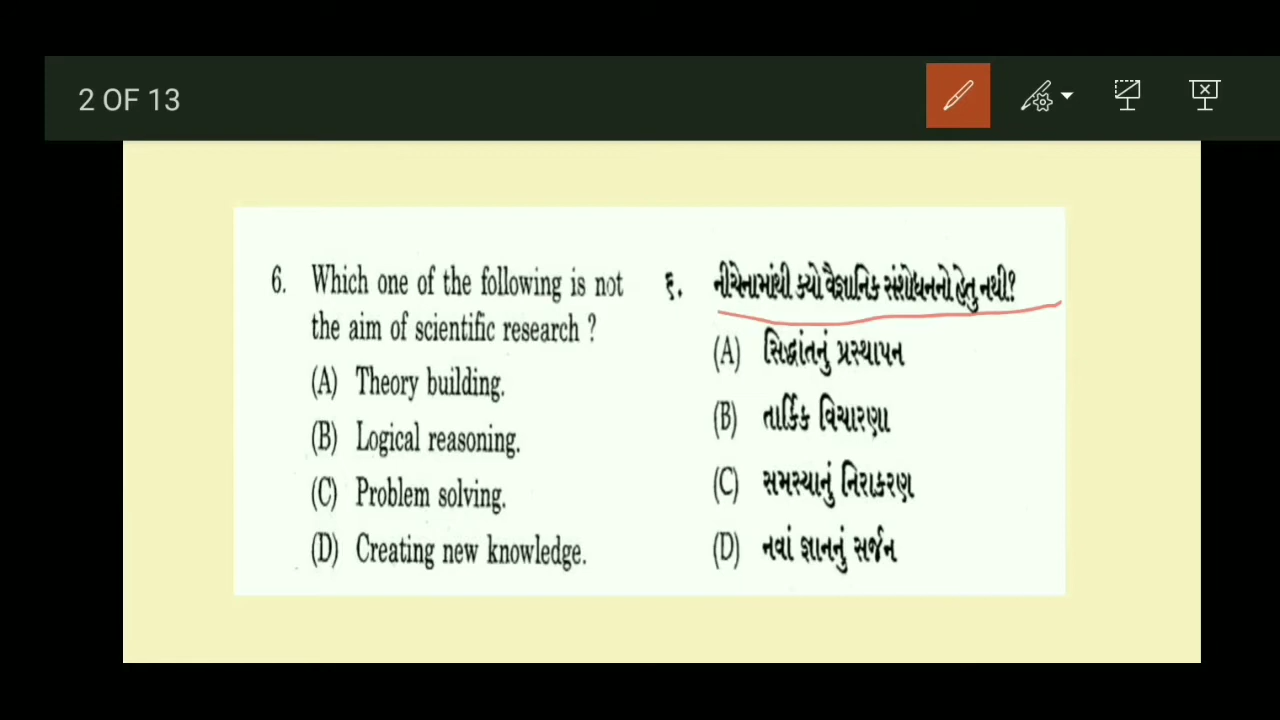 2 OF 13
6. Which one of the following is not
the aim of scientific research ?
(A) Theory building.
(B) Logical reasoning.
(C) Problem solving.
(D) Creating new knowledge.
૬. નીચેનામાંથી ક્યો વૈજ્ઞાનિક સંશોધનનો હેતુ નથી?
(A) સિદ્ધાંતનું પ્રસ્થાપન
(B) તાર્કિક વિચારણા
(C) સમસ્યાનું નિરાકરણ
(D) નવાં જ્ઞાનનું સર્જન